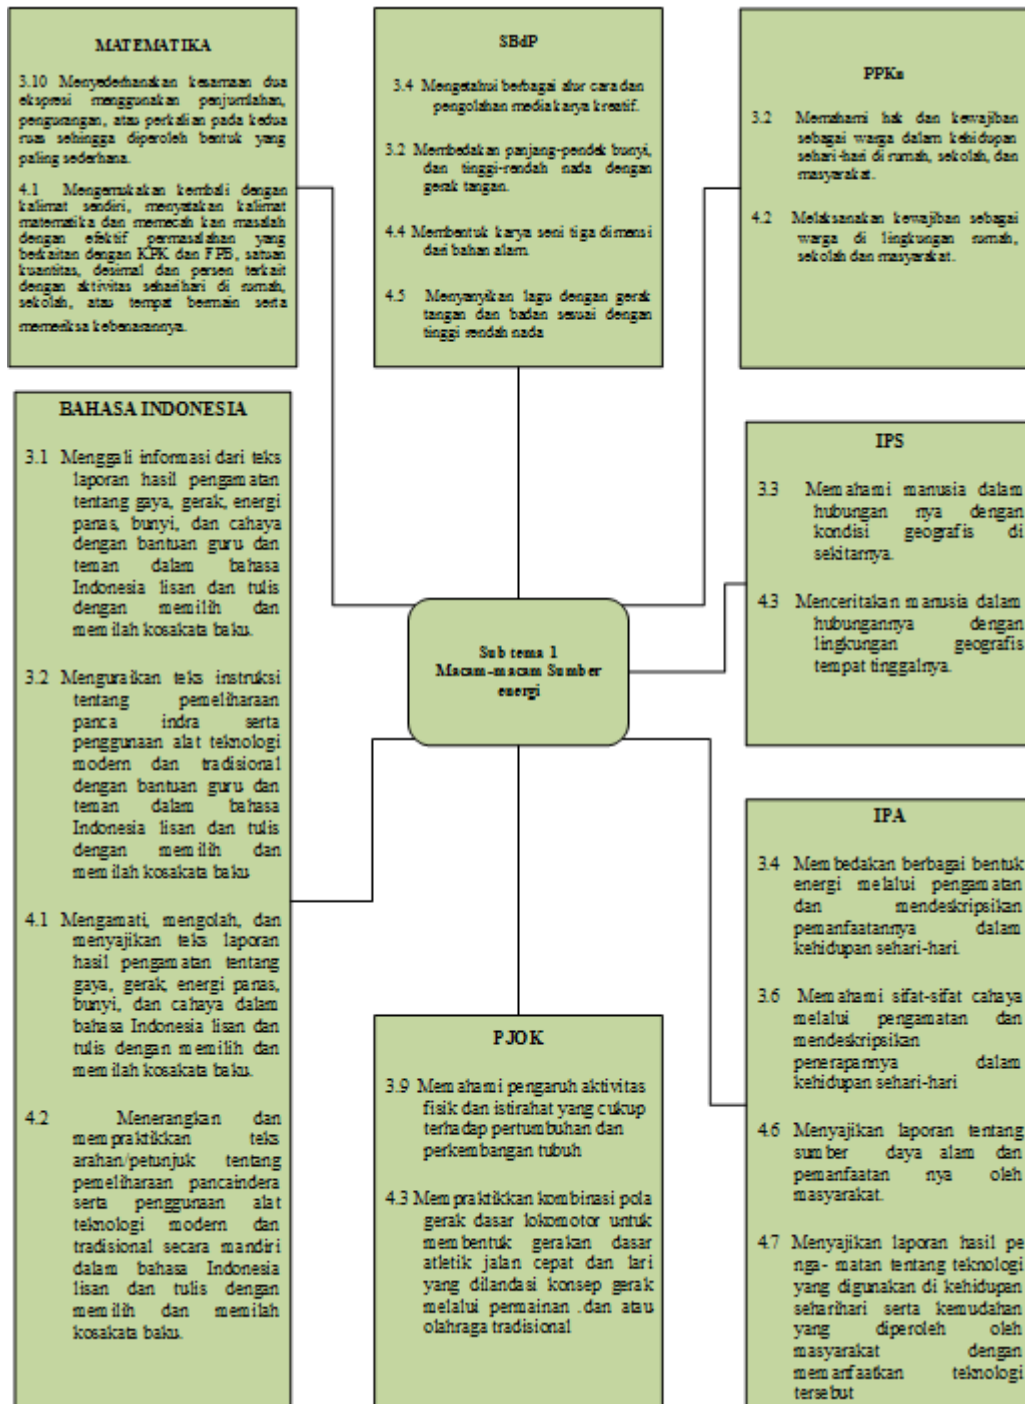 MATEMATIKA
3.10 Menyederhanakan kesamaan dua
ekspresi menggunakan penjumlahan,
pengurangan, atau perkalian pada kedua
ruas sehingga diperoleh bentuk yang
paling sederhana.
4.1 Mengemukakan kembali dengan
kalimat sendiri, menyatakan kalimat
matematika dan memecah kan masalah
dengan efektif permasalahan yang
berkaitan dengan KPK dan FPB, satuan
kuantitas, desimal dan persen terkait
dengan aktivitas seharihari di rumah,
sekolah, atau tempat bermain serta
memeriksa kebenarannya.
SBdP
3.4 Mengetahui berbagai alur cara dan
pengolahan media karya kreatif.
3.2 Membedakan panjang-pendek bunyi,
dan tinggi-rendah nada dengan
gerak tangan.
4.4 Membentuk karya seni tiga dimensi
dari bahan alam.
4.5 Menyanyikan lagu dengan gerak
tangan dan badan sesuai dengan
tinggi rendah nada
PPKn
3.2 Memahami hak dan kewajiban
sebagai warga dalam kehidupan
sehari-hari di rumah, sekolah, dan
masyarakat.
4.2 Melaksanakan kewajiban sebagai
warga di lingkungan rumah,
sekolah dan masyarakat.
BAHASA INDONESIA
3.1 Menggali informasi dari teks
laporan hasil pengamatan
tentang gaya, gerak, energi
panas, bunyi, dan cahaya
dengan bantuan guru dan
teman dalam bahasa
Indonesia lisan dan tulis
dengan memilih dan
memilah kosakata baku.
3.2 Menguraikan teks instruksi
tentang pemeliharaan
panca indra serta
penggunaan alat teknologi
modern dan tradisional
dengan bantuan guru dan
teman dalam bahasa
Indonesia lisan dan tulis
dengan memilih dan
memilah kosakata baku
4.1 Mengamati, mengolah, dan
menyajikan teks laporan
hasil pengamatan tentang
gaya, gerak, energi panas,
bunyi, dan cahaya dalam
bahasa Indonesia lisan dan
tulis dengan memilih dan
memilah kosakata baku.
4.2 Menerangkan dan
mempraktikkan teks
arahan/petunjuk tentang
pemeliharaan pancaindera
serta penggunaan alat
teknologi modern dan
tradisional secara mandiri
dalam bahasa Indonesia
lisan dan tulis dengan
memilih dan memilah
kosakata baku.
Sub tema 1
Macam-macam Sumber
energi
IPS
3.3 Memahami manusia dalam
hubungan nya dengan
kondisi geografis di
sekitarnya.
4.3 Menceritakan manusia dalam
hubungannya dengan
lingkungan geografis
tempat tinggalnya.
PJOK
3.9 Memahami pengaruh aktivitas
fisik dan istirahat yang cukup
terhadap pertumbuhan dan
perkembangan tubuh
4.3 Mempraktikkan kombinasi pola
gerak dasar lokomotor untuk
membentuk gerakan dasar
atletik jalan cepat dan lari
yang dilandasi konsep gerak
melalui permainan .dan atau
olahraga tradisional
IPA
3.4 Membedakan berbagai bentuk
energi melalui pengamatan
dan mendeskripsikan
pemanfaatannya dalam
kehidupan sehari-hari.
3.6 Memahami sifat-sifat cahaya
melalui pengamatan dan
mendeskripsikan
penerapannya dalam
kehidupan sehari-hari
4.6 Menyajikan laporan tentang
sumber daya alam dan
pemanfaatan nya oleh
masyarakat.
4.7 Menyajikan laporan hasil pe
nga- matan tentang teknologi
yang digunakan di kehidupan
seharihari serta kemudahan
yang diperoleh oleh
masyarakat dengan
memanfaatkan teknologi
tersebut